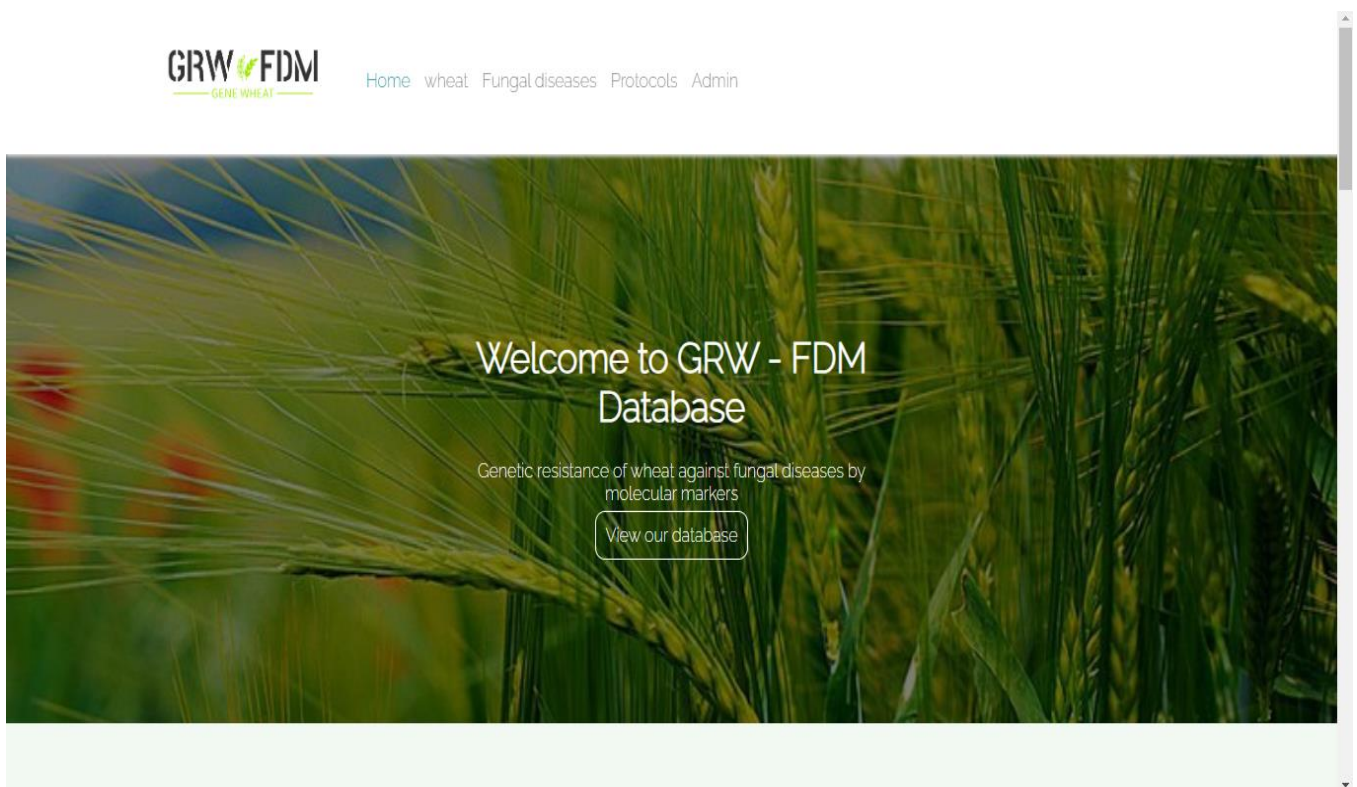 GRW FDM
GENE WHEAT
Home wheat Fungal diseases Protocols Admin
Welcome to GRW - FDM
Database
Genetic resistance of wheat against fungal diseases by
molecular markers
View our database